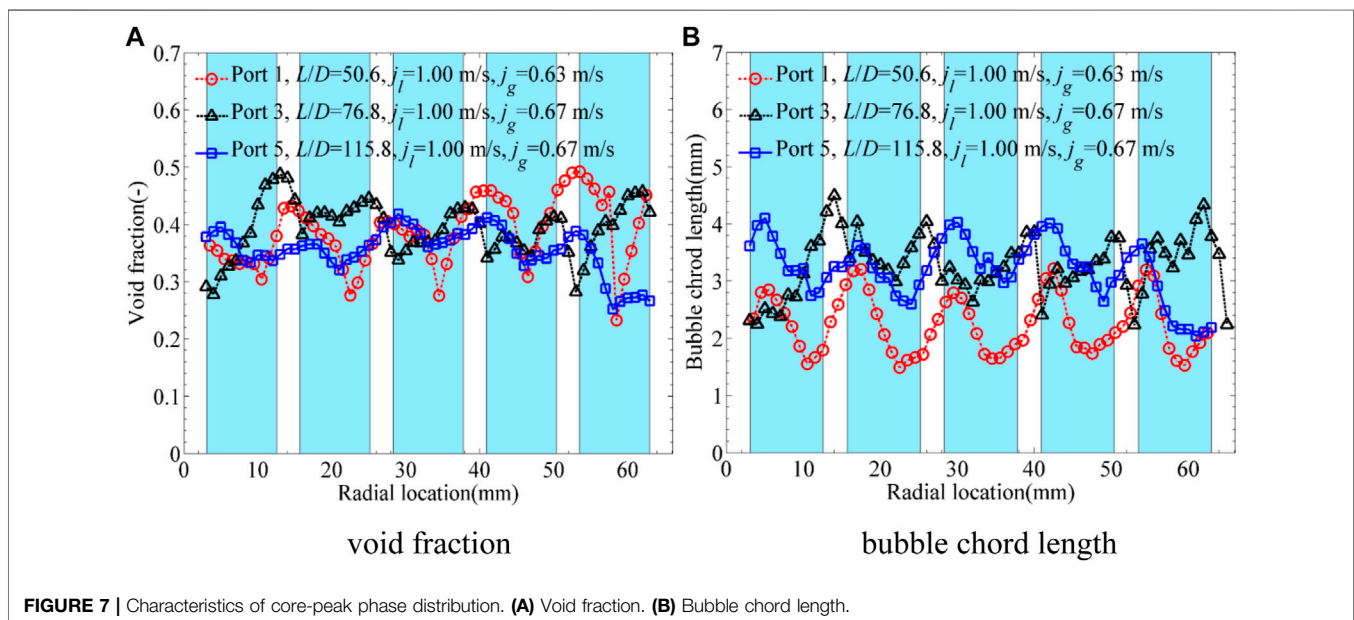 A
B
0.7
0.6
0.5
0.4
0.3
0.2
0.1
0
Void fraction(-)
Port 1, L/D=50.6, jl=1.00 m/s, jg=0.63 m/s
Port 3, L/D=76.8, jl=1.00 m/s, jg=0.67 m/s
Port 5, L/D=115.8, jl=1.00 m/s, jg=0.67 m/s
0 10 20 30 40 50 60
Radial location(mm)
void fraction
7
6
5
4
3
2
1
0
Bubble chrod length(mm)
Port 1, L/D=50.6, jl=1.00 m/s, jg=0.63 m/s
Port 3, L/D=76.8, jl=1.00 m/s, jg=0.67 m/s
Port 5, L/D=115.8, jl=1.00 m/s, jg=0.67 m/s
0 10 20 30 40 50 60
Radial location(mm)
bubble chord length
FIGURE 7 | Characteristics of core-peak phase distribution. (A) Void fraction. (B) Bubble chord length.